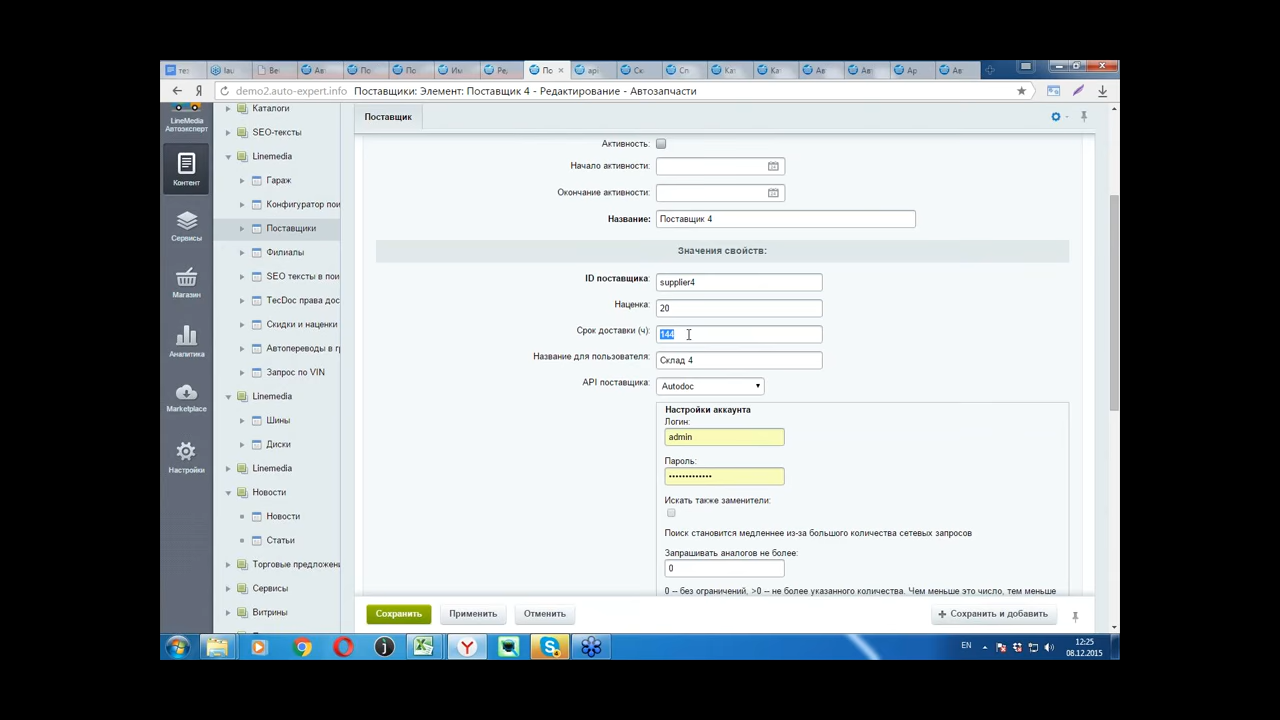 demo2.auto-expert.info Поставщики: Элемент: Поставщик 4 - Редактирование - Автозапчасти
LineMedia
Автоэксперт
Контент
Сервисы
Магазин
Аналитика
Marketplace
Настройки
Каталоги
SEO-тексты
Linemedia
Гараж
Конфигуратор пои
Поставщики
Филиалы
SEO тексты в пои
TecDoc права дос
Скидки и наценки
Автопереводы в г
Запрос по VIN
Linemedia
Шины
Диски
Linemedia
Новости
Новости
Статьи
Торговые предложен
Сервисы
Витрины
Поставщик
Активность:
Начало активности:
Окончание активности:
Название: Поставщик 4
Значения свойств:
ID поставщика: supplier4
Наценка: 20
Срок доставки (ч): 144
Название для пользователя: Склад 4
API поставщика: Autodoc
Настройки аккаунта
Логин:
admin
Пароль:
•••••••••••••
Искать также заменители:
Поиск становится медленнее из-за большого количества сетевых запросов
Запрашивать аналогов не более:
0
0 -- без ограничений, >0 -- не более указанного количества. Чем меньше это число, тем меньше
Сохранить Применить Отменить + Сохранить и добавить
EN 12:25
08.12.2015